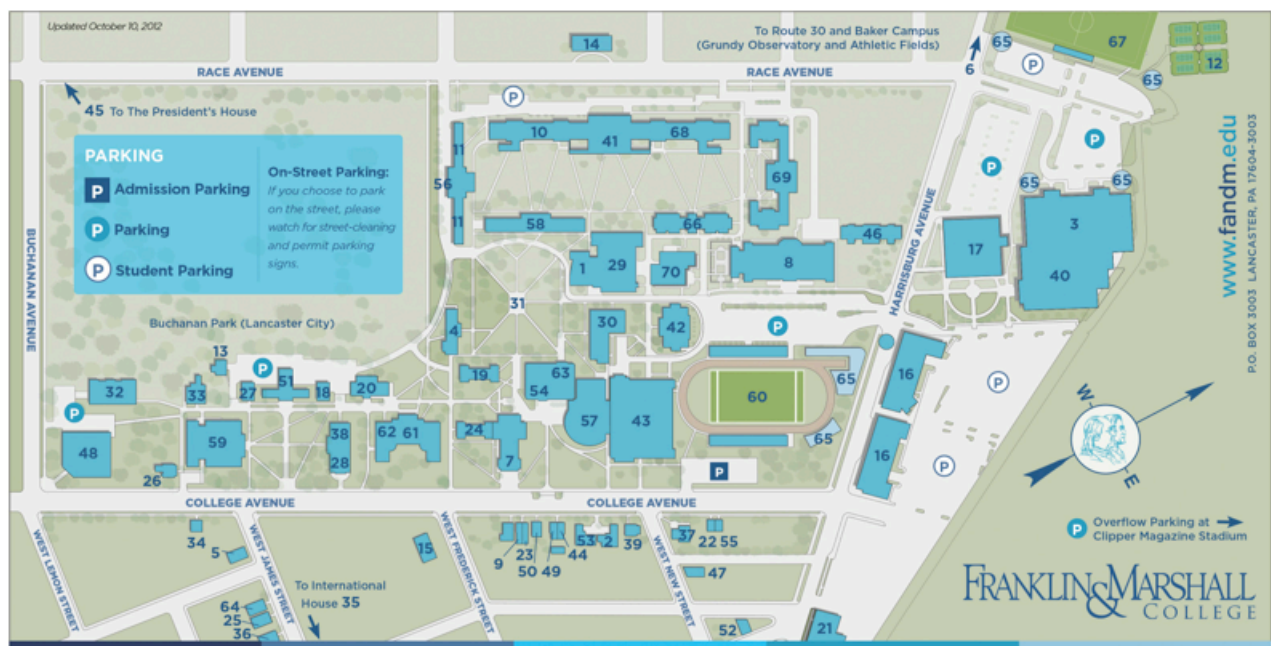 Updated October 10, 2012
14
To Route 30 and Baker Campus
(Grundy Observatory and Athletic Fields)
6
65
67
12
65
P
RACE AVENUE
RACE AVENUE
45 To The President's House
PARKING
P Admission Parking
P Parking
P Student Parking
On-Street Parking:
If you choose to park
on the street, please
watch for street-cleaning
and permit parking
signs.
P
10
41
68
11
56
11
69
58
66
46
1
29
70
8
P
P
65
65
17
3
40
HARRISBURG AVENUE
www.fandm.edu
P.O. BOX 3003 LANCASTER, PA 17604-3003
BUCHANAN AVENUE
Buchanan Park (Lancaster City)
31
4
30
42
P
13
P
32
33
27
51
18
20
19
63
54
57
43
60
65
65
16
16
P
P
P
48
59
26
38
28
62
61
24
7
P
W
E
COLLEGE AVENUE
COLLEGE AVENUE
P Overflow Parking at
Clipper Magazine Stadium
FRANKLIN & MARSHALL
COLLEGE
WEST LEMON STREET
WEST JAMES STREET
WEST FREDERICK STREET
WEST NEW STREET
34
5
15
9
23
50
49
44
53
2
39
37
22
55
47
52
21
To International
House 35
64
25
36